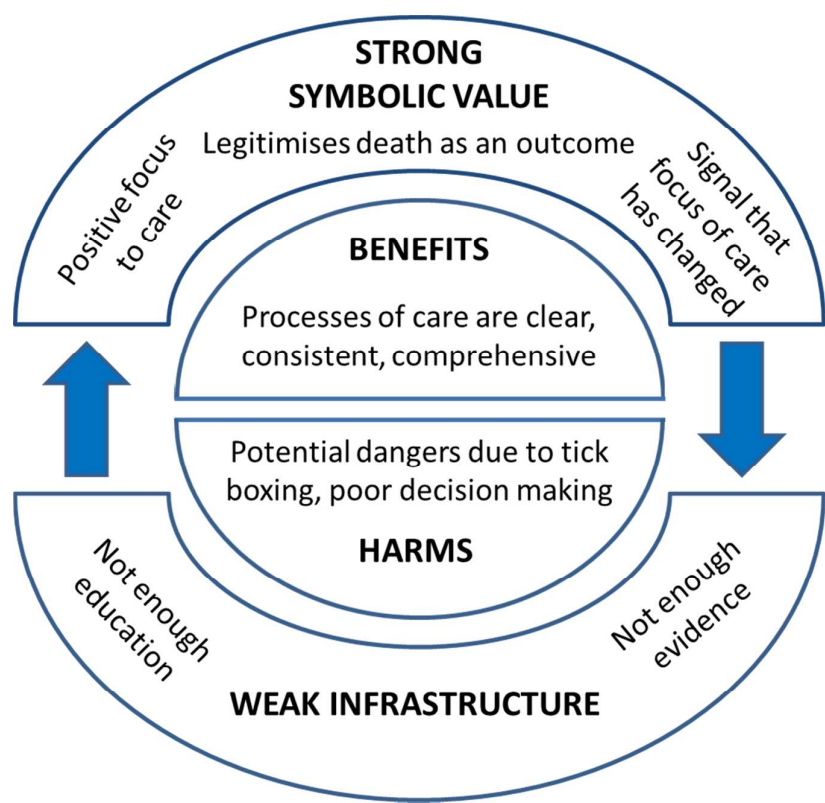 STRONG
SYMBOLIC VALUE
Legitimises death as an outcome
Positive focus
to care
Signal that
focus of care
has changed
BENEFITS
Processes of care are clear,
consistent, comprehensive
Potential dangers due to tick
boxing, poor decision making
HARMS
Not enough
education
Not enough
evidence
WEAK INFRASTRUCTURE